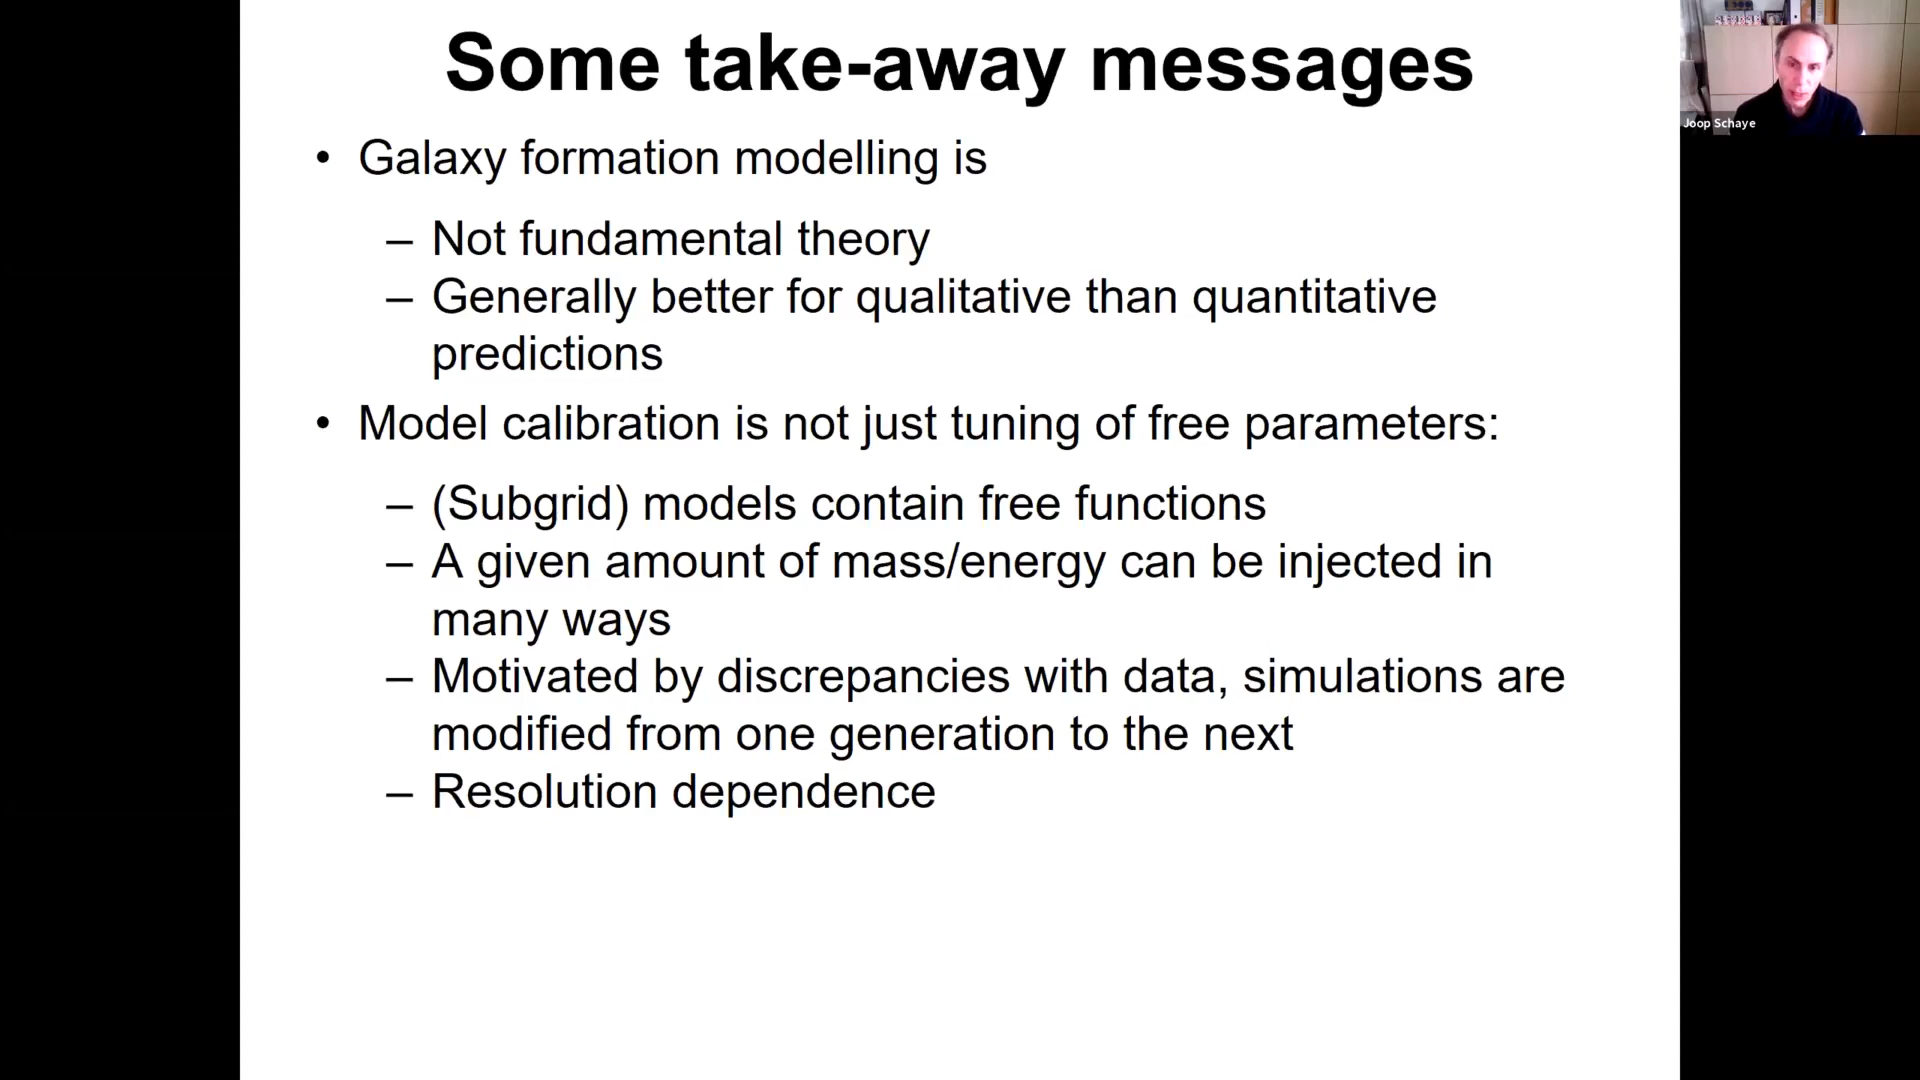 Some take-away messages
Joop Schaye
• Galaxy formation modelling is
– Not fundamental theory
– Generally better for qualitative than quantitative
predictions
• Model calibration is not just tuning of free parameters:
– (Subgrid) models contain free functions
– A given amount of mass/energy can be injected in
many ways
– Motivated by discrepancies with data, simulations are
modified from one generation to the next
– Resolution dependence